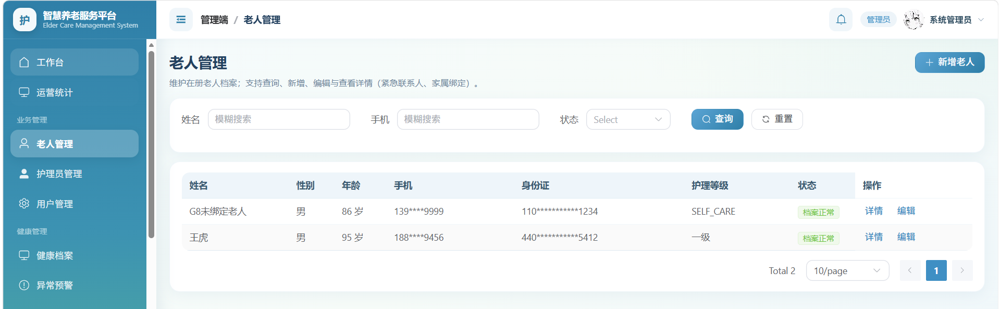 护
智慧养老服务平台
Elder Care Management System
管理端 / 老人管理
管理员
系统管理员
工作台
运营统计
业务管理
老人管理
护理员管理
用户管理
健康管理
健康档案
异常预警
老人管理
新增老人
维护在册老人档案；支持查询、新增、编辑与查看详情（紧急联系人、家属绑定）。
姓名 模糊搜索 手机 模糊搜索 状态 Select 查询 重置
姓名 性别 年龄 手机 身份证 护理等级 状态 操作
G8未绑定老人 男 86 岁 139****9999 110***********1234 SELF_CARE 档案正常 详情 编辑
王虎 男 95 岁 188****9456 440***********5412 一级 档案正常 详情 编辑
Total 2 10/page 1